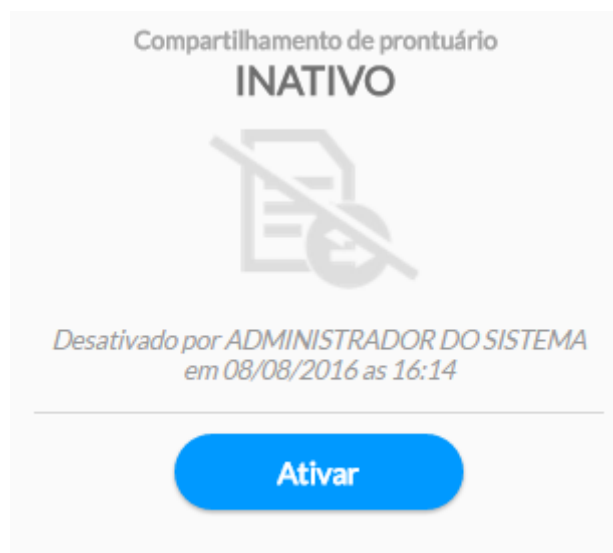 Compartilhamento de prontuário
INATIVO
Desativado por ADMINISTRADOR DO SISTEMA
em 08/08/2016 as 16:14
Ativar